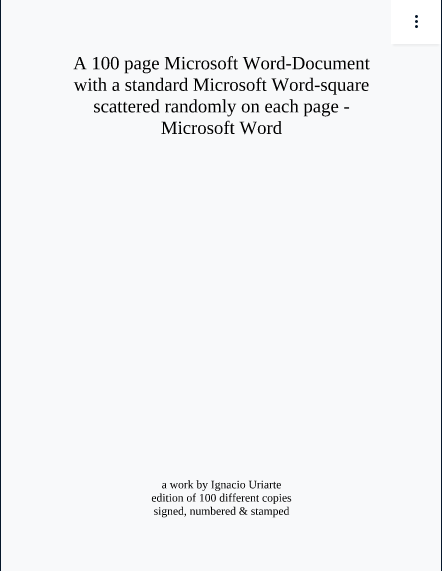 A 100 page Microsoft Word-Document
with a standard Microsoft Word-square
scattered randomly on each page -
Microsoft Word
a work by Ignacio Uriarte
edition of 100 different copies
signed, numbered & stamped